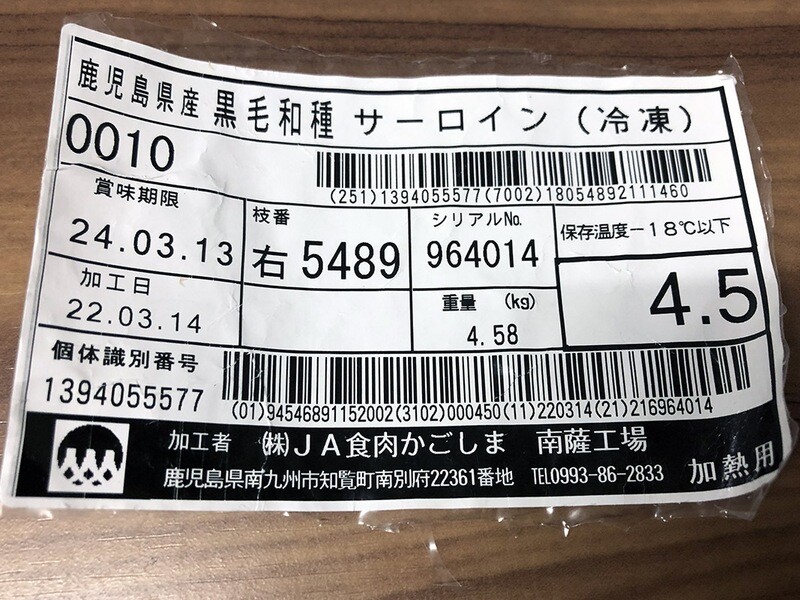 鹿児島県産 黒毛和種 サーロイン（冷凍）
0010
(251)1394055577(7002)18054892111460
賞味期限
24.03.13
枝番
右 5489
シリアル№
964014
保存温度－18℃以下
加工日
22.03.14
重量 (kg)
4.58
4.5
個体識別番号
1394055577
(01)94546891152002(3102)000450(11)220314(21)216964014
加工者 ㈱ＪＡ食肉かごしま 南薩工場
鹿児島県南九州市知覧町南別府22361番地 TEL0993-86-2833
加熱用